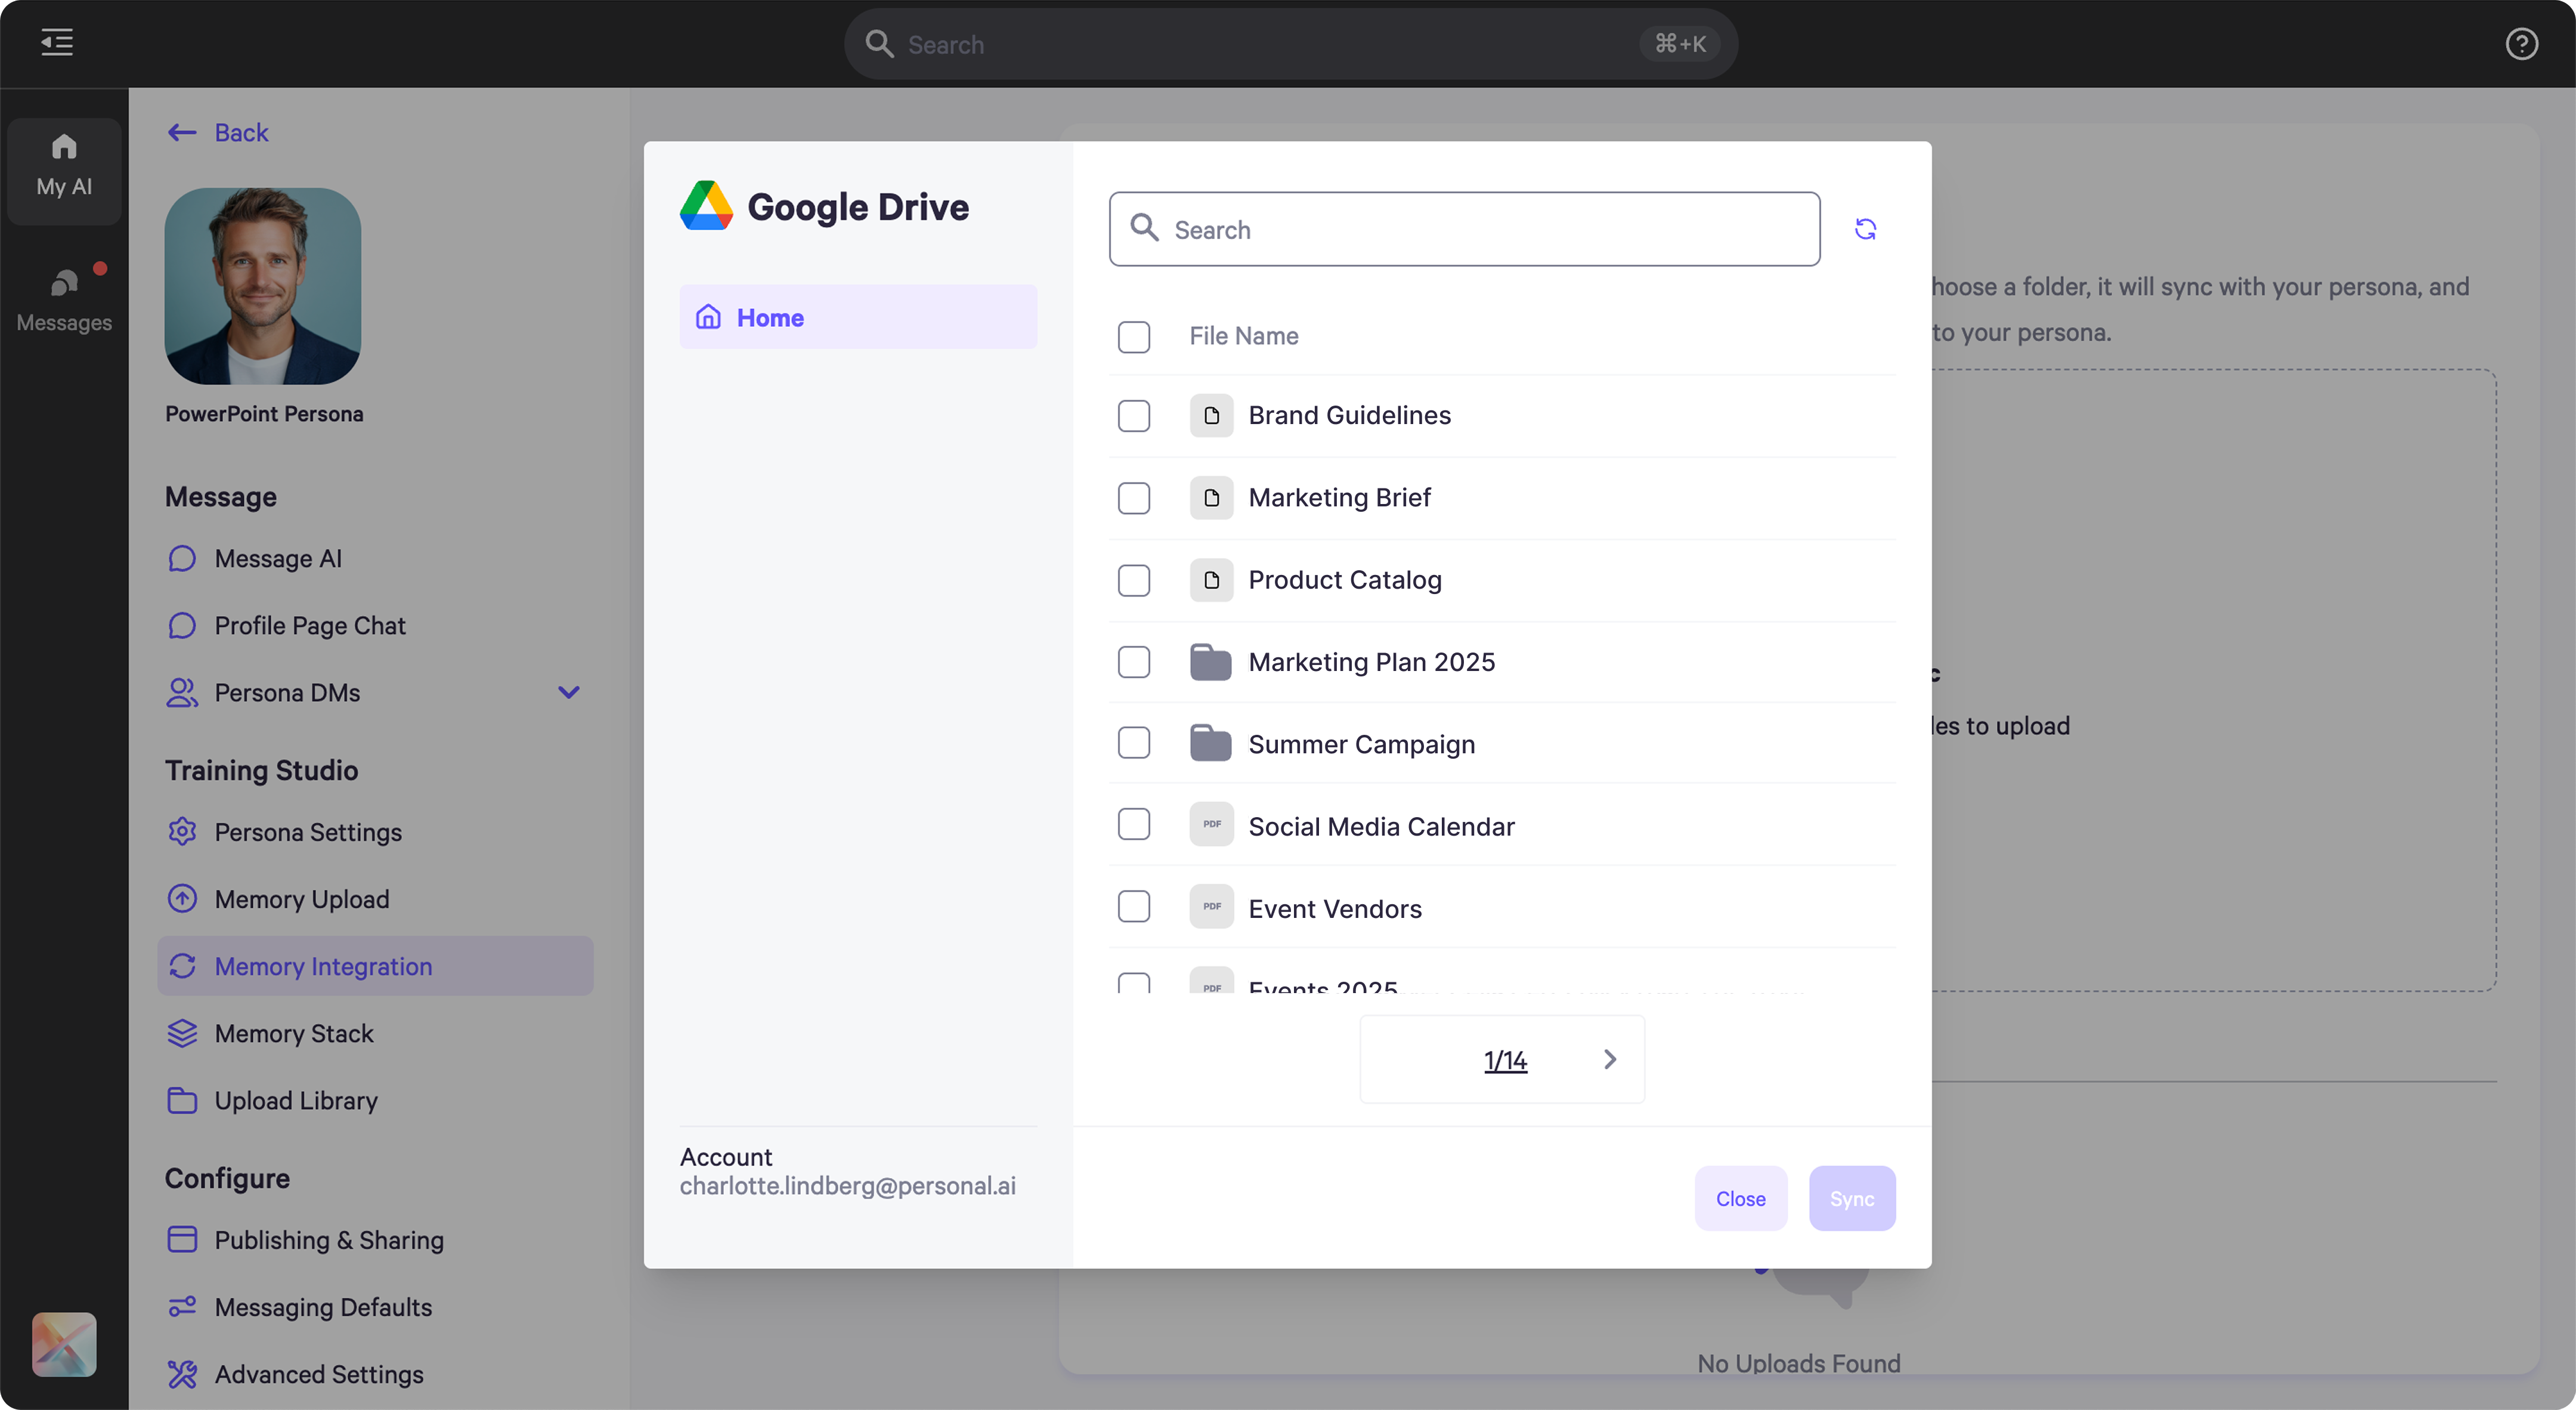 Search
⌘+K
My AI
Messages
Back
PowerPoint Persona
Message
Message AI
Profile Page Chat
Persona DMs
Training Studio
Persona Settings
Memory Upload
Memory Integration
Memory Stack
Upload Library
Configure
Publishing & Sharing
Messaging Defaults
Advanced Settings
Google Drive
Home
Account
charlotte.lindberg@personal.ai
Search
File Name
Brand Guidelines
Marketing Brief
Product Catalog
Marketing Plan 2025
Summer Campaign
PDF Social Media Calendar
PDF Event Vendors
PDF Events 2025
1/14
Close
Sync
hoose a folder, it will sync with your persona, and
to your persona.
c
les to upload
No Uploads Found